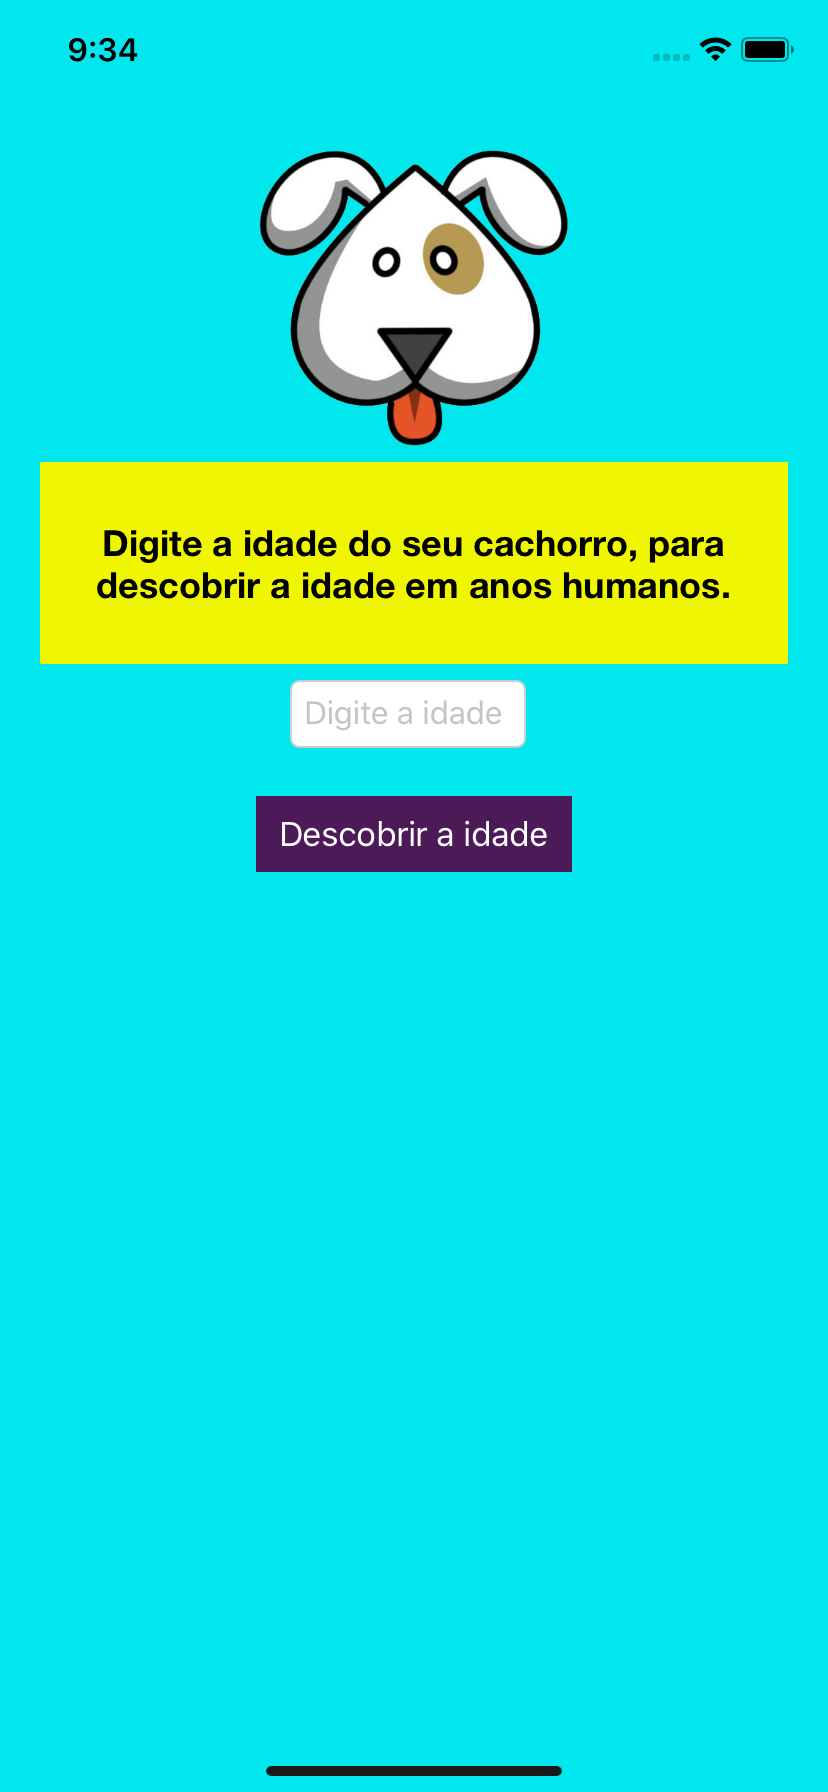 9:34
Digite a idade do seu cachorro, para
descobrir a idade em anos humanos.
Digite a idade
Descobrir a idade